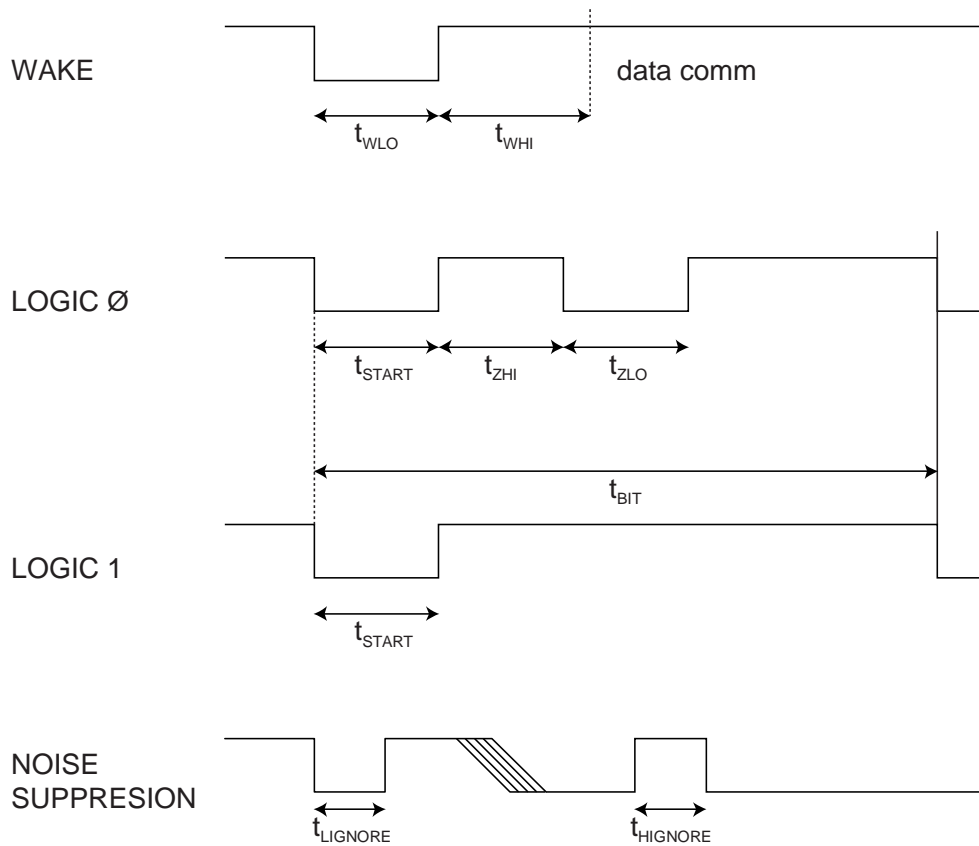 WAKE
data comm
tWLO
tWHI
LOGIC Ø
tSTART
tZHI
tZLO
tBIT
LOGIC 1
tSTART
NOISE
SUPPRESION
tLIGNORE
tHIGNORE